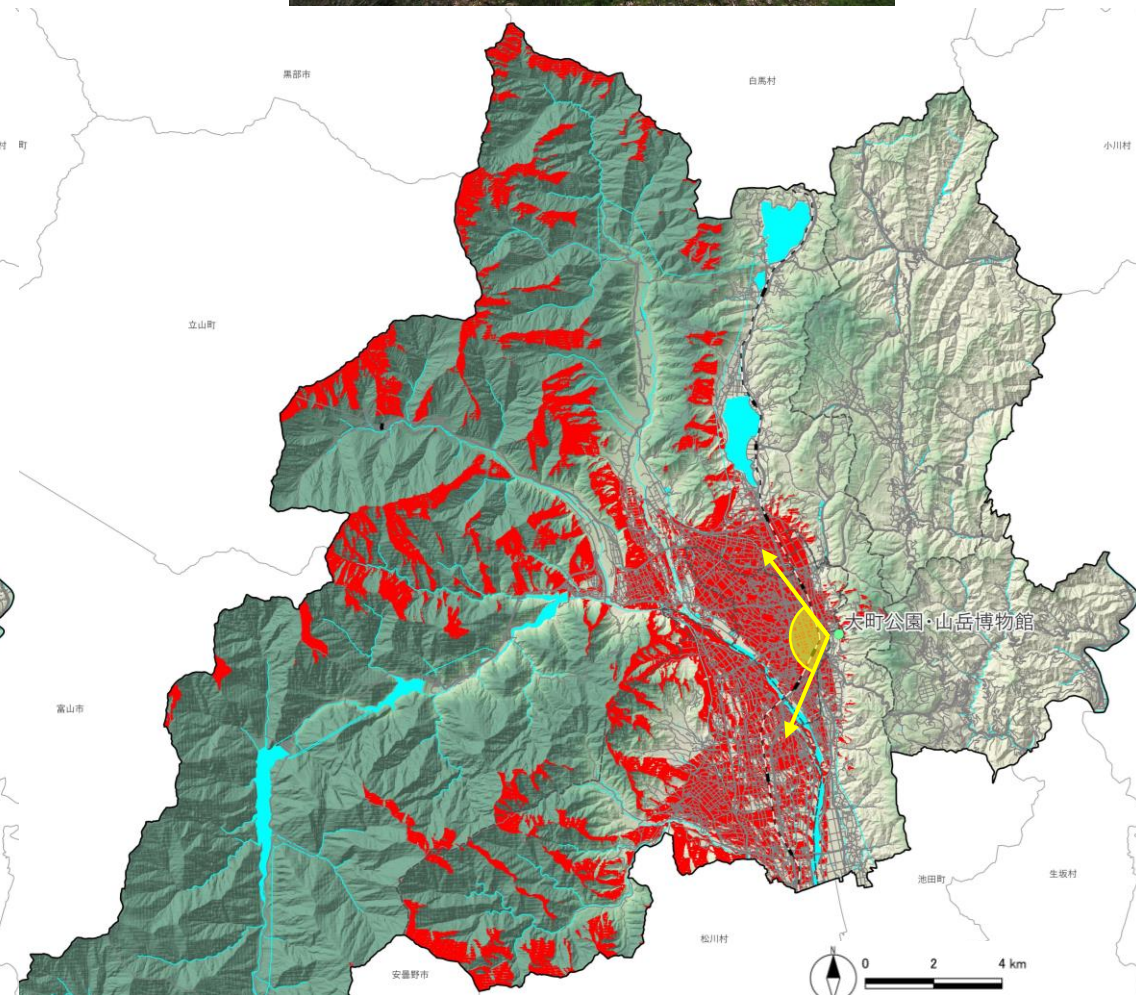 黒部市
白馬村
村 町
小川村
立山町
大町公園・山岳博物館
富山市
池田町
生坂村
松川村
安曇野市
N
0 2 4 km